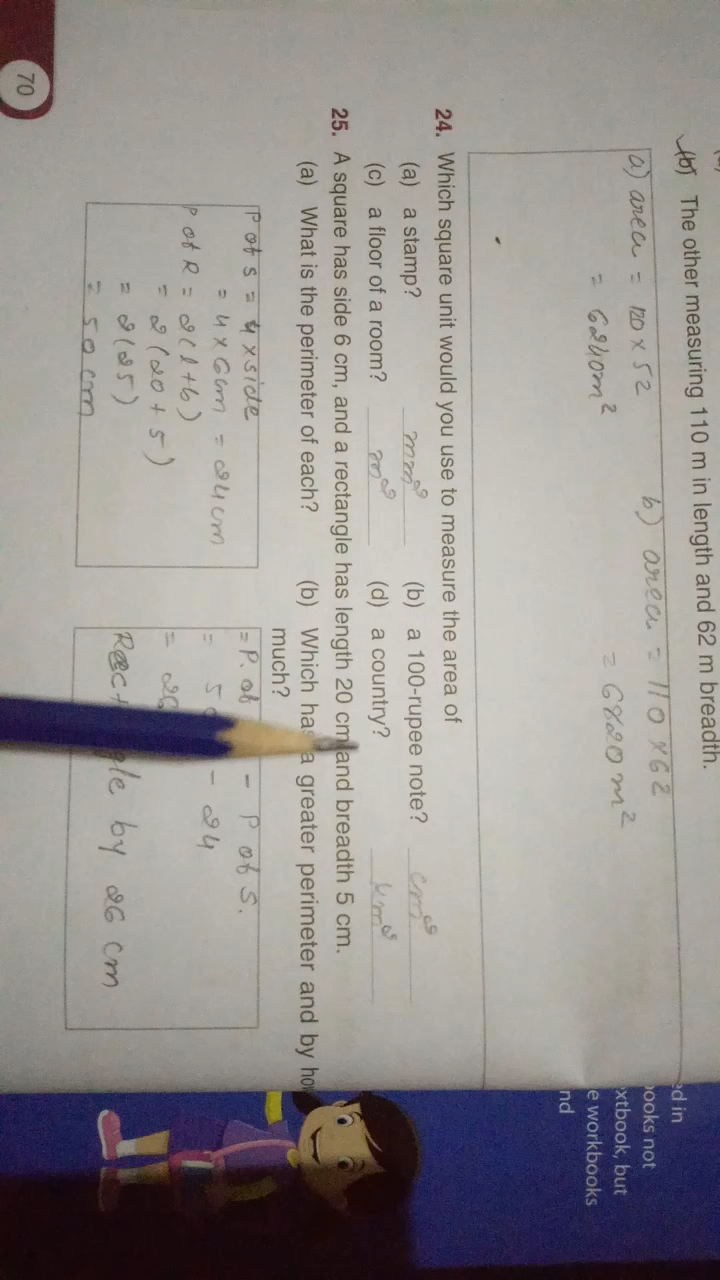 (b) The other measuring 110 m in length and 62 m breadth.
a) area = 120 × 52
= 6240m²
b) area = 110 × 62
= 6820 m²
24. Which square unit would you use to measure the area of
(a) a stamp? mm² (b) a 100-rupee note? cm²
(c) a floor of a room? m² (d) a country? km²
25. A square has side 6 cm, and a rectangle has length 20 cm and breadth 5 cm.
(a) What is the perimeter of each?
P of S = 4 × side
= 4 × 6cm = 24cm
P of R = 2(l+b)
= 2(20 + 5)
= 2(25)
= 50 cm
(b) Which has a greater perimeter and by
much?
= P. of - P of S.
= - 24
= 26
by 26 cm
70
ed in
books not
extbook, but
e workbooks
nd